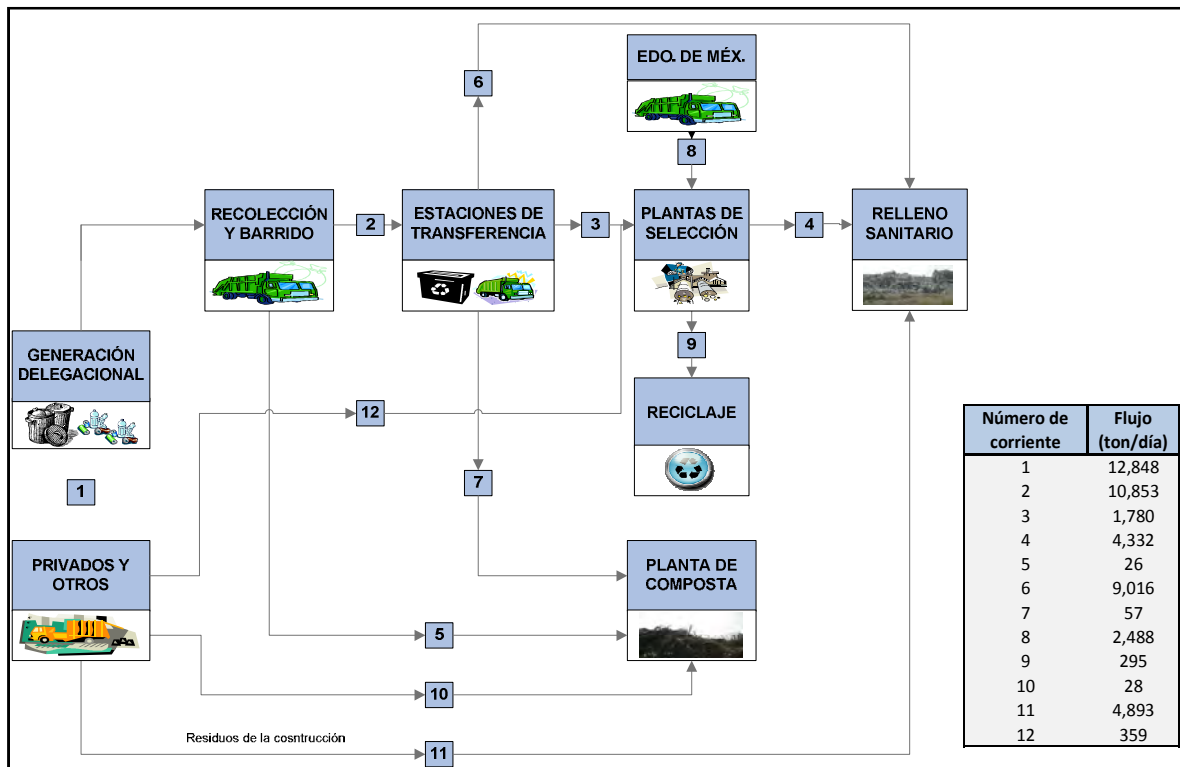 EDO. DE MÉX.
6
8
RECOLECCIÓN
Y BARRIDO
2
ESTACIONES DE
TRANSFERENCIA
3
PLANTAS DE
SELECCIÓN
4
RELLENO
SANITARIO
GENERACIÓN
DELEGACIONAL
9
RECICLAJE
12
1
7
PRIVADOS Y
OTROS
PLANTA DE
COMPOSTA
5
10
Residuos de la cosntrucción
11
Número de corriente Flujo (ton/día)
1 12,848
2 10,853
3 1,780
4 4,332
5 26
6 9,016
7 57
8 2,488
9 295
10 28
11 4,893
12 359